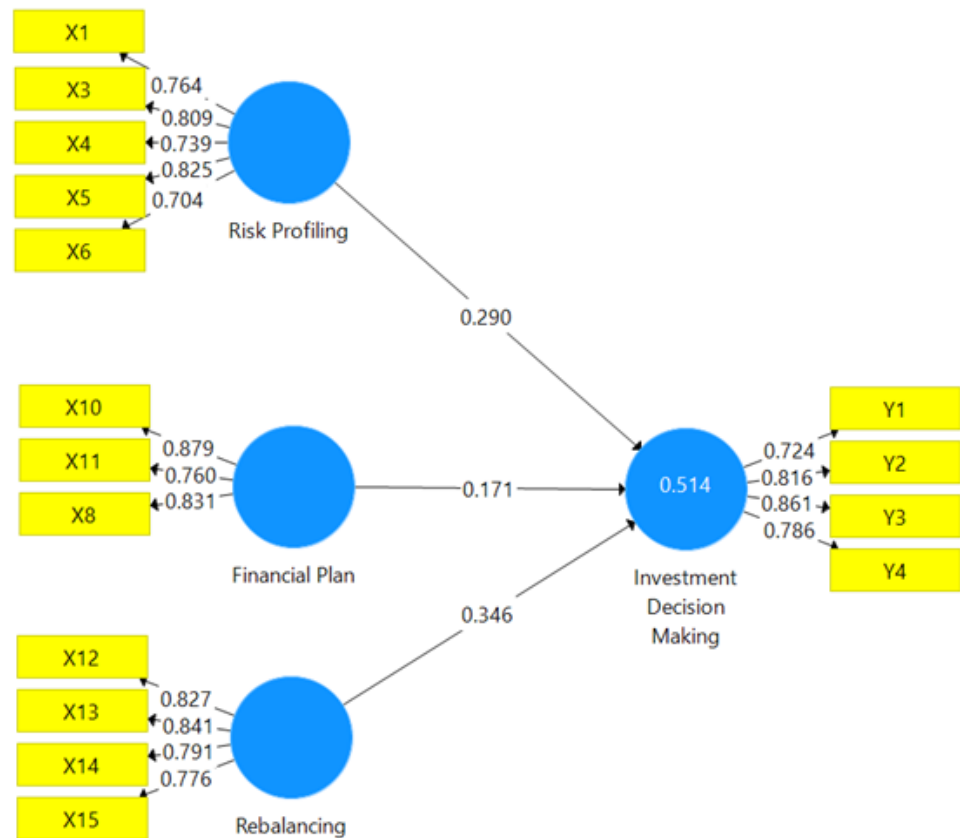 X1
X3
X4
X5
X6
0.764
0.809
0.739
0.825
0.704
Risk Profiling
0.290
X10
X11
X8
0.879
0.760
0.831
Financial Plan
0.171
X12
X13
X14
X15
0.827
0.841
0.791
0.776
Rebalancing
0.346
0.514
Investment
Decision
Making
0.724
0.816
0.861
0.786
Y1
Y2
Y3
Y4